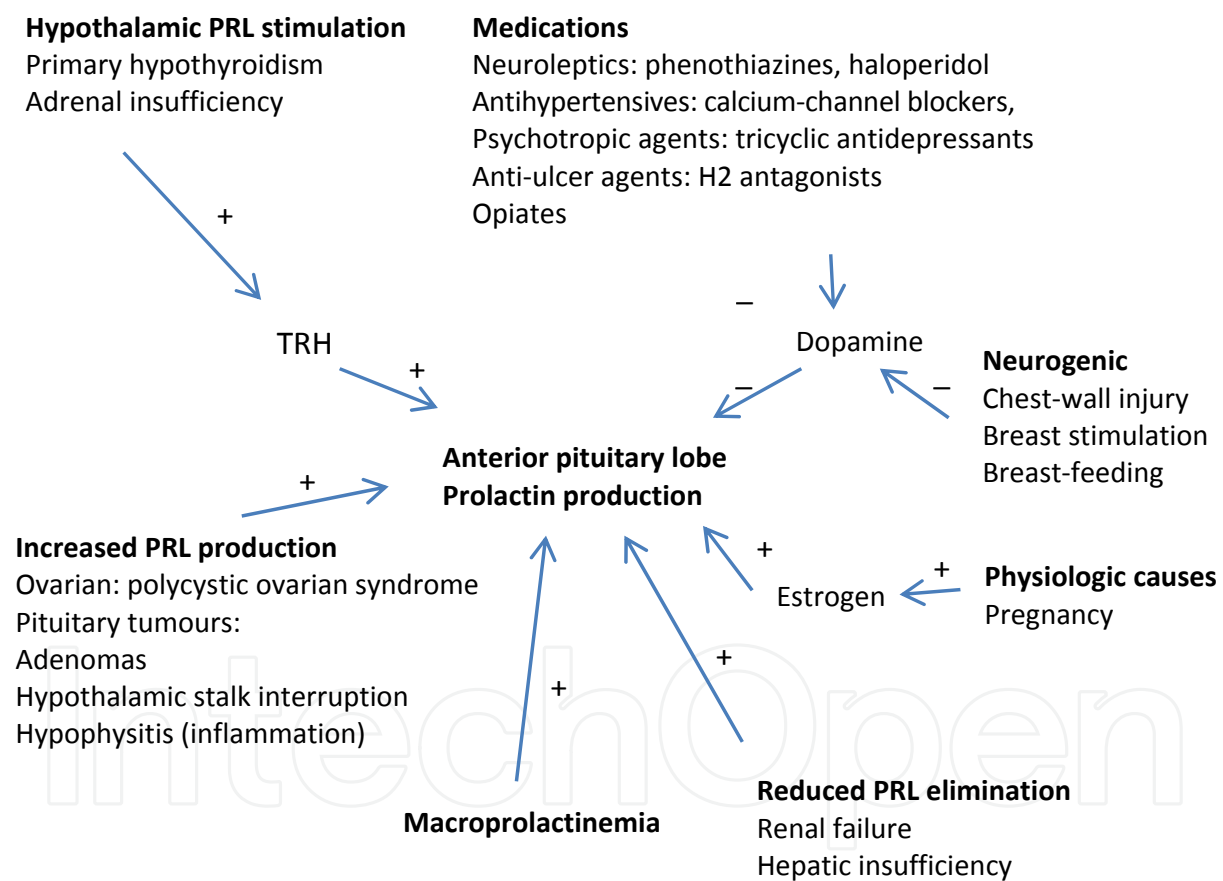 Hypothalamic PRL stimulation
Primary hypothyroidism
Adrenal insufficiency
Medications
Neuroleptics: phenothiazines, haloperidol
Antihypertensives: calcium-channel blockers,
Psychotropic agents: tricyclic antidepressants
Anti-ulcer agents: H2 antagonists
Opiates
+
–
TRH
+
Dopamine
–
–
Neurogenic
Chest-wall injury
Breast stimulation
Breast-feeding
Anterior pituitary lobe
Prolactin production
+
Increased PRL production
Ovarian: polycystic ovarian syndrome
Pituitary tumours:
Adenomas
Hypothalamic stalk interruption
Hypophysitis (inflammation)
+
Estrogen
+
Physiologic causes
Pregnancy
+
+
Macroprolactinemia
Reduced PRL elimination
Renal failure
Hepatic insufficiency
IntechOpen